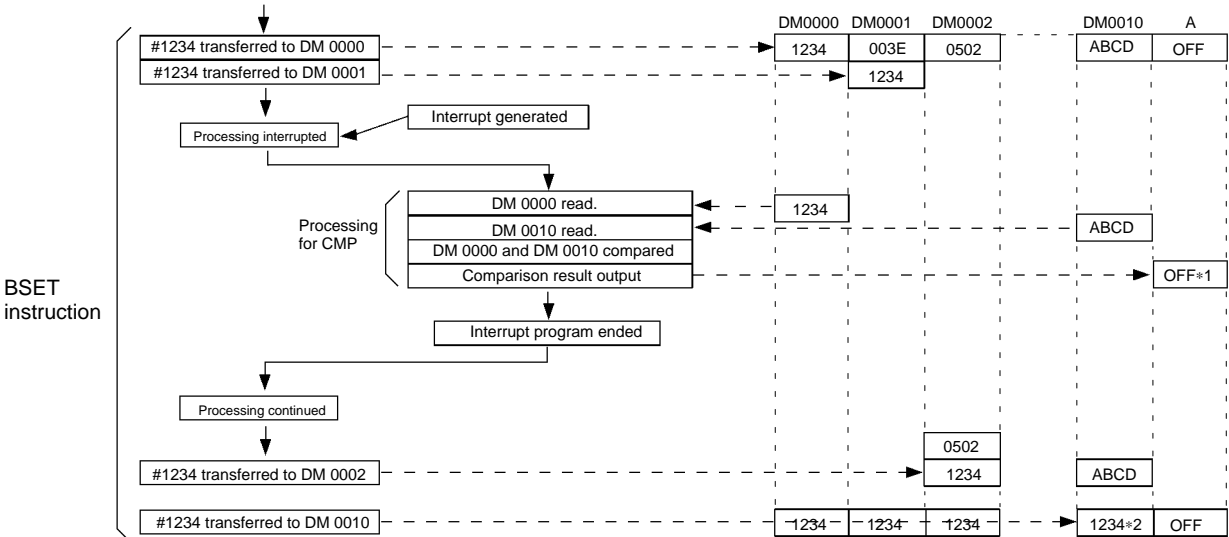 DM0000 DM0001 DM0002 DM0010 A
#1234 transferred to DM 0000 1234 003E 0502 ABCD OFF
#1234 transferred to DM 0001 1234
Interrupt generated
Processing interrupted
DM 0000 read. 1234
Processing for CMP
DM 0010 read. ABCD
DM 0000 and DM 0010 compared
Comparison result output OFF*1
BSET
instruction
Interrupt program ended
Processing continued
0502
#1234 transferred to DM 0002 1234 ABCD
#1234 transferred to DM 0010 1234 1234 1234 1234*2 OFF